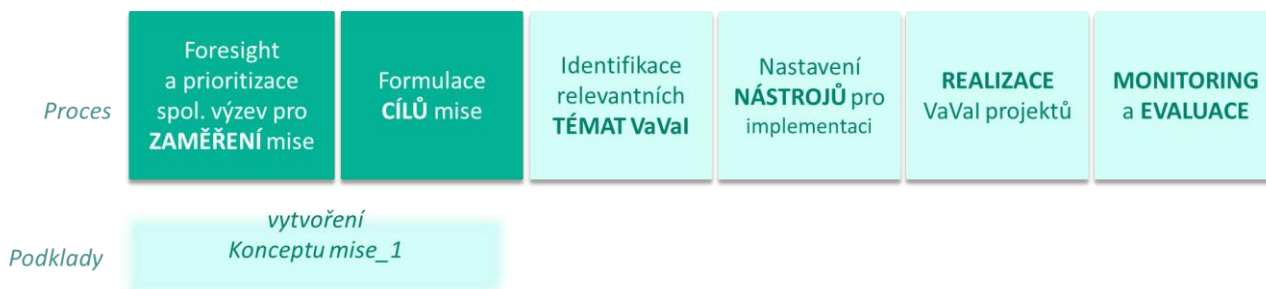 Proces
Foresight
a prioritizace
spol. výzev pro
ZAMĚŘENÍ mise
Formulace
CÍLŮ mise
Identifikace
relevantních
TÉMAT VaVaI
Nastavení
NÁSTROJŮ pro
implementaci
REALIZACE
VaVaI projektů
MONITORING
a EVALUACE
Podklady
vytvoření
Konceptu mise_1